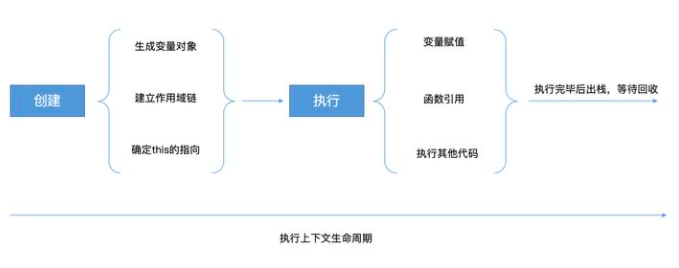 创建
生成变量对象
建立作用域链
确定this的指向
执行
变量赋值
函数引用
执行其他代码
执行完毕后出栈，等待回收
执行上下文生命周期